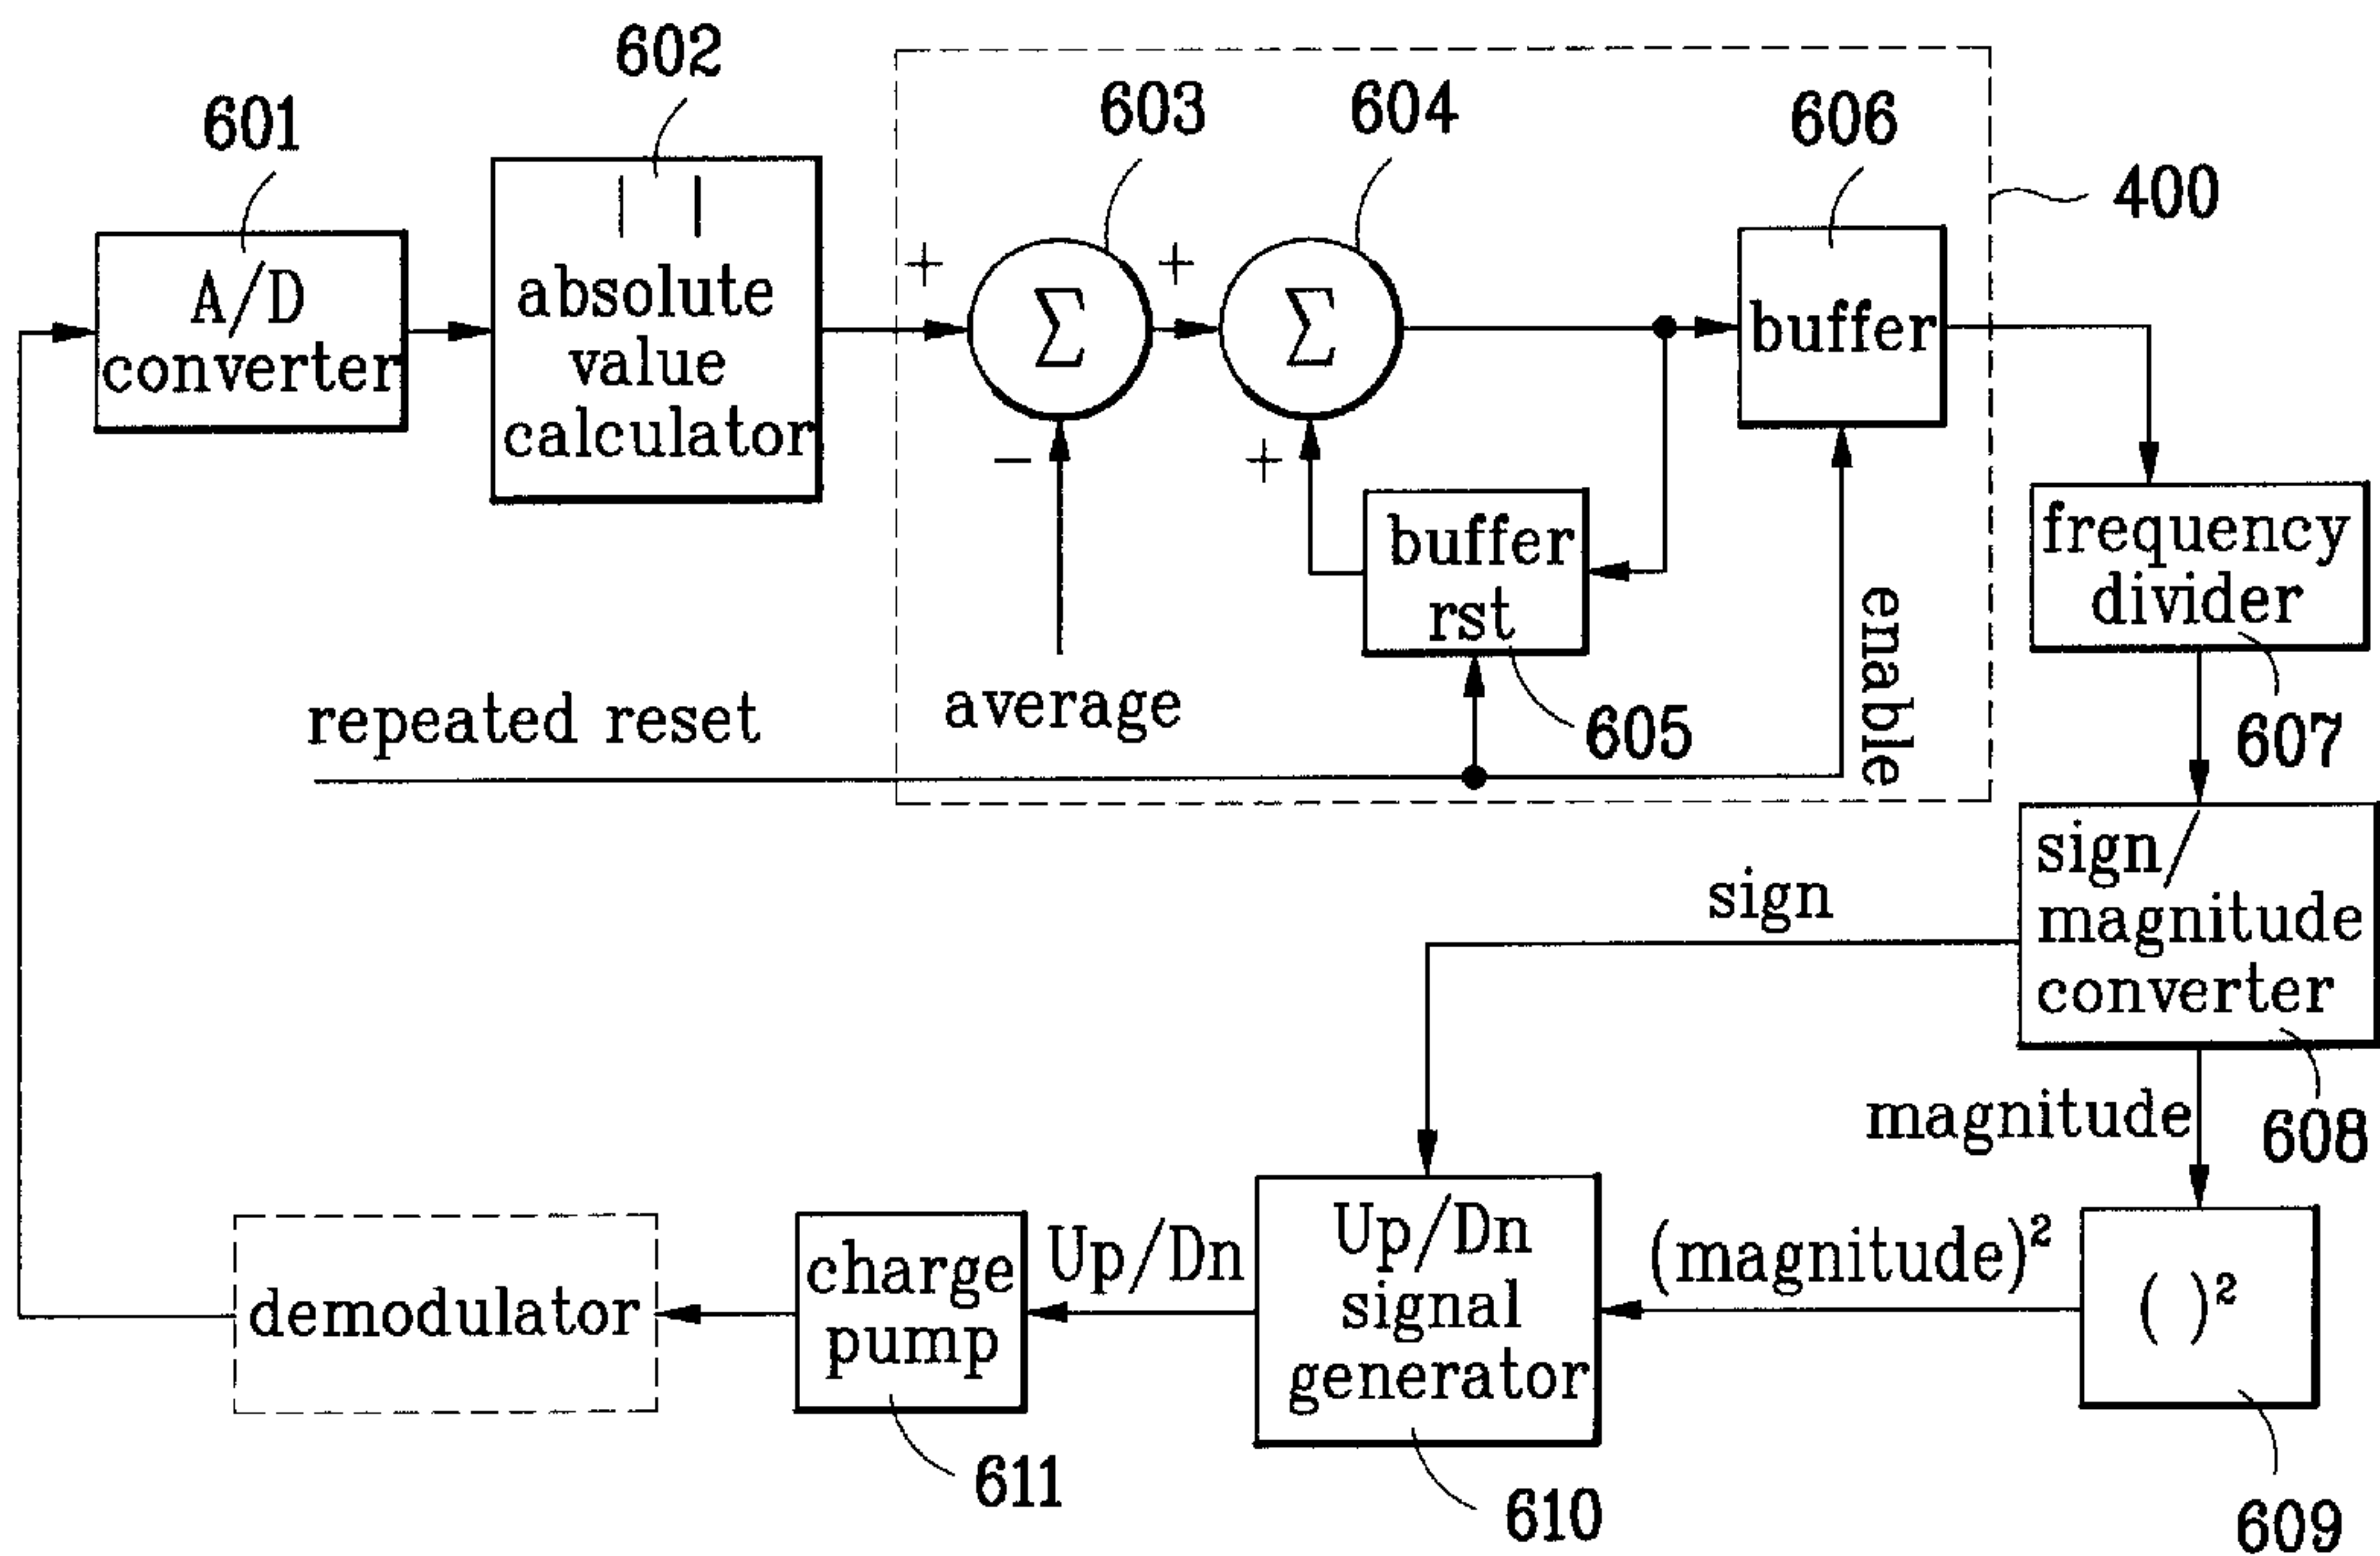 602
603
604
606
601
400
A/D
converter
| |
absolute
value
calculator
+
Σ
+
Σ
buffer
−
+
buffer
rst
frequency
divider
average
enable
repeated reset
605
607
sign/
magnitude
converter
sign
magnitude
608
demodulator
charge
pump
Up/Dn
Up/Dn
signal
generator
(magnitude)²
( )²
611
610
609